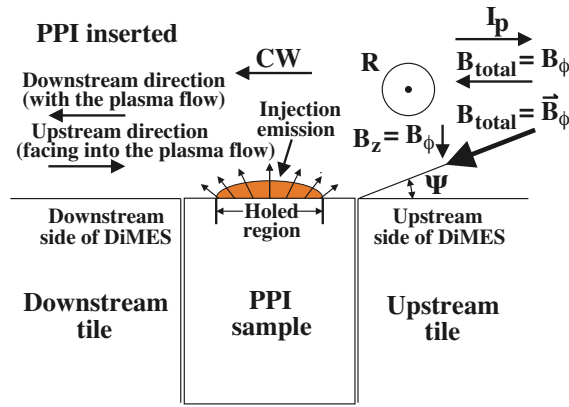 PPI inserted
Downstream direction
(with the plasma flow)
Upstream direction
(facing into the plasma flow)
CW
Injection
emission
R
I_p
B_total = B_ϕ
B_total = B⃗_ϕ
B_z = B_ϕ
Ψ
Holed
region
Downstream
side of DiMES
Upstream
side of DiMES
Downstream
tile
PPI
sample
Upstream
tile